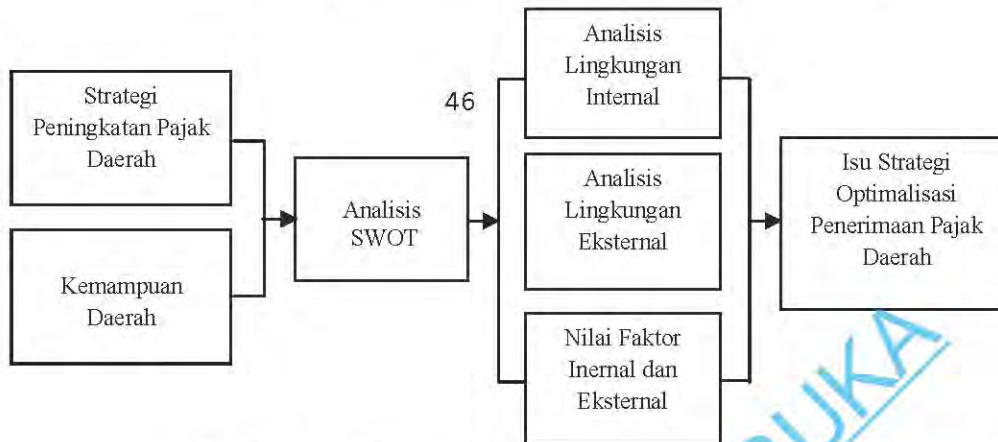 Strategi
Peningkatan Pajak
Daerah
Kemampuan
Daerah
46
Analisis
SWOT
Analisis
Lingkungan
Internal
Analisis
Lingkungan
Eksternal
Nilai Faktor
Inernal dan
Eksternal
Isu Strategi
Optimalisasi
Penerimaan Pajak
Daerah